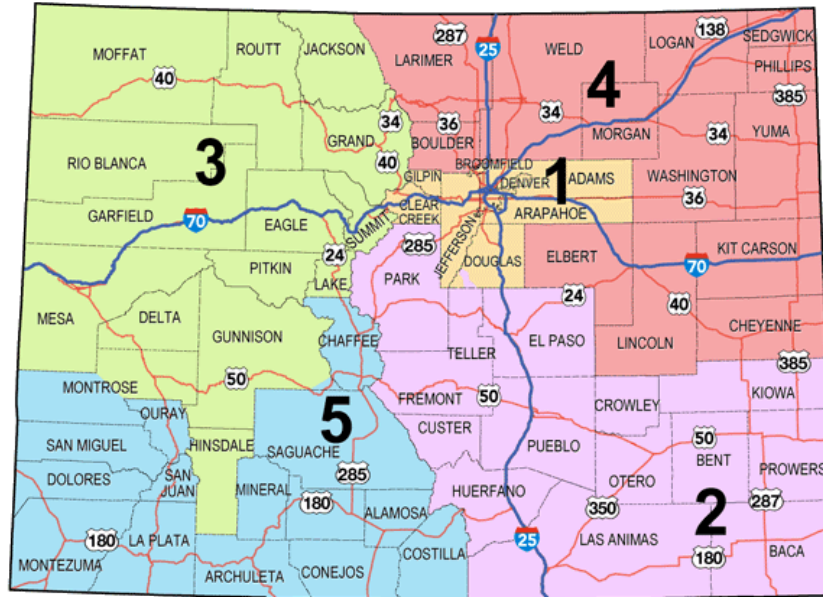 MOFFAT
ROUTT
JACKSON
LARIMER
287
25
WELD
LOGAN
138
SEDGWICK
PHILLIPS
40
4
385
34
36
34
MORGAN
34
YUMA
RIO BLANCA
3
GRAND
40
BOULDER
BROOMFIELD
GILPIN
1
DENVER
ADAMS
WASHINGTON
36
GARFIELD
70
EAGLE
SUMMIT
CLEAR
CREEK
ARAPAHOE
JEFFERSON
285
24
PITKIN
LAKE
PARK
DOUGLAS
ELBERT
70
KIT CARSON
24
40
MESA
DELTA
GUNNISON
CHAFFEE
TELLER
EL PASO
LINCOLN
CHEYENNE
385
MONTROSE
50
FREMONT
50
CROWLEY
KIOWA
OURAY
5
CUSTER
PUEBLO
50
BENT
SAN MIGUEL
HINSDALE
SAGUACHE
OTERO
PROWERS
DOLORES
SAN
JUAN
MINERAL
285
180
HUERFANO
350
2
287
ALAMOSA
180
LA PLATA
25
LAS ANIMAS
180
BACA
MONTEZUMA
ARCHULETA
CONEJOS
COSTILLA